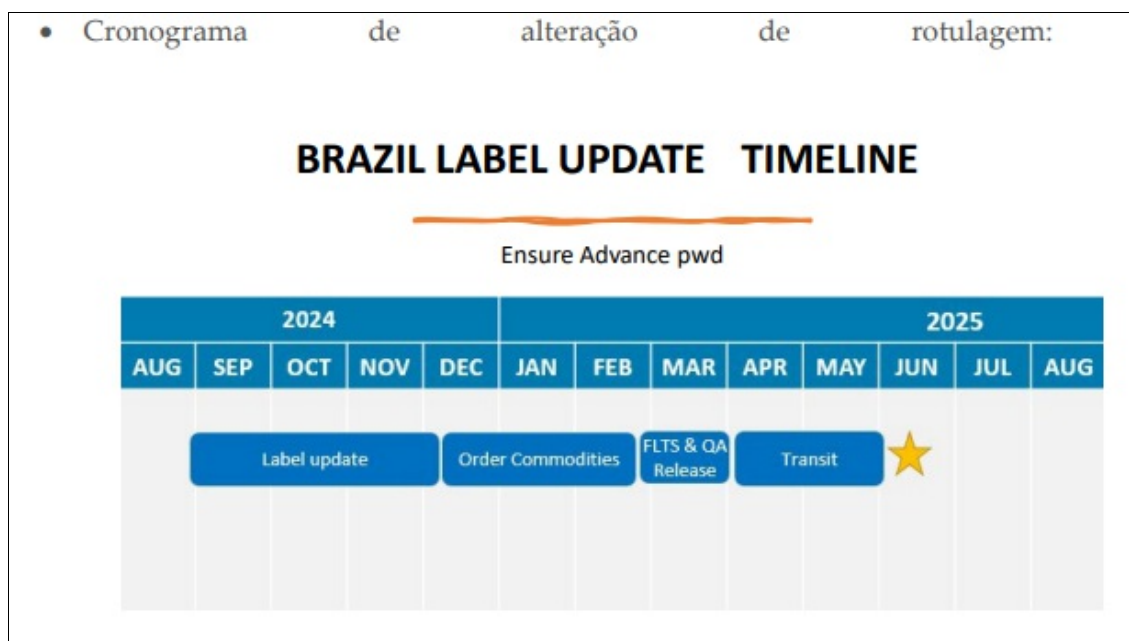 • Cronograma de alteração de rotulagem:
BRAZIL LABEL UPDATE TIMELINE
Ensure Advance pwd
2024 2025
AUG SEP OCT NOV DEC JAN FEB MAR APR MAY JUN JUL AUG
Label update Order Commodities FLTS & QA Release Transit